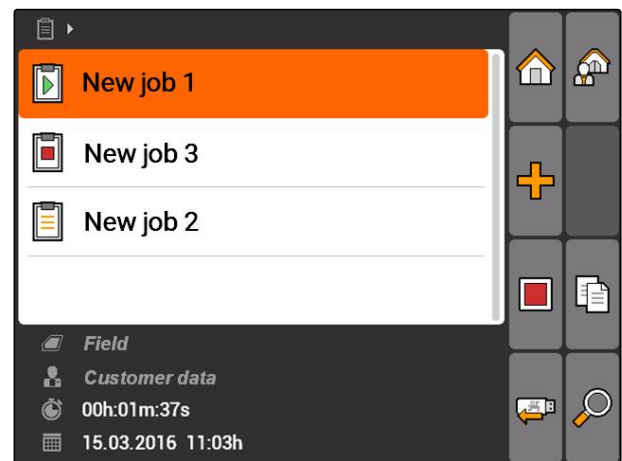 New job 1
New job 3
New job 2
Field
Customer data
00h:01m:37s
15.03.2016 11:03h